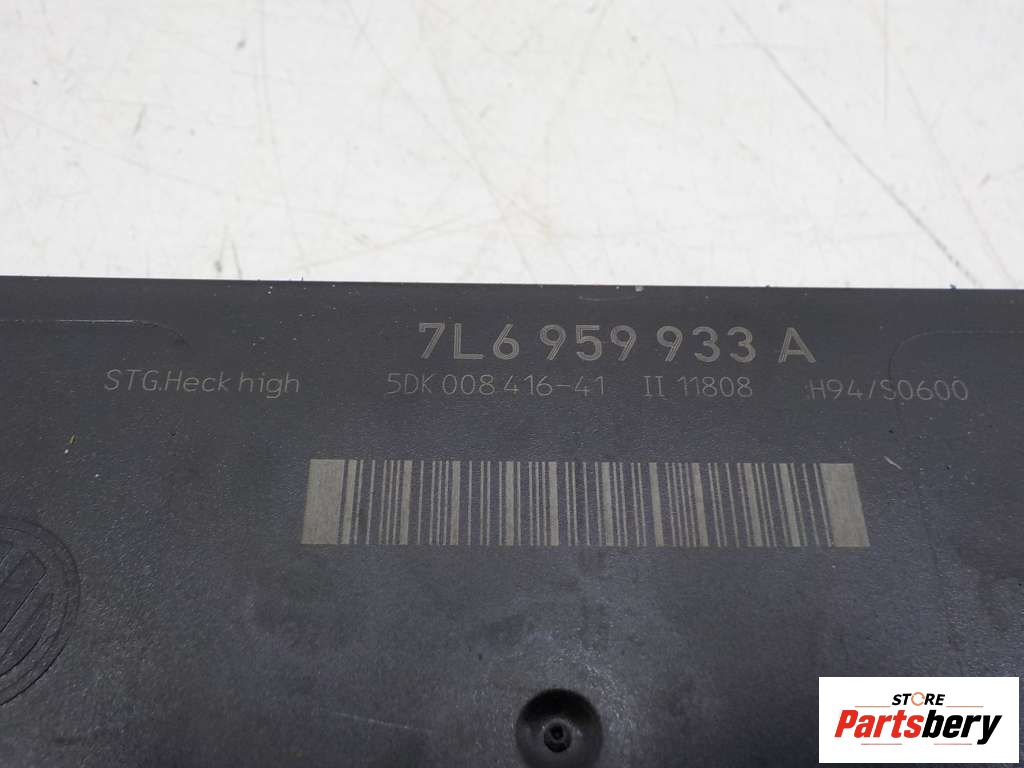 7L6 959 933 A
STG.Heck high 5DK 008 416-41 II 11808 H94/S0600
STORE
Partsbery